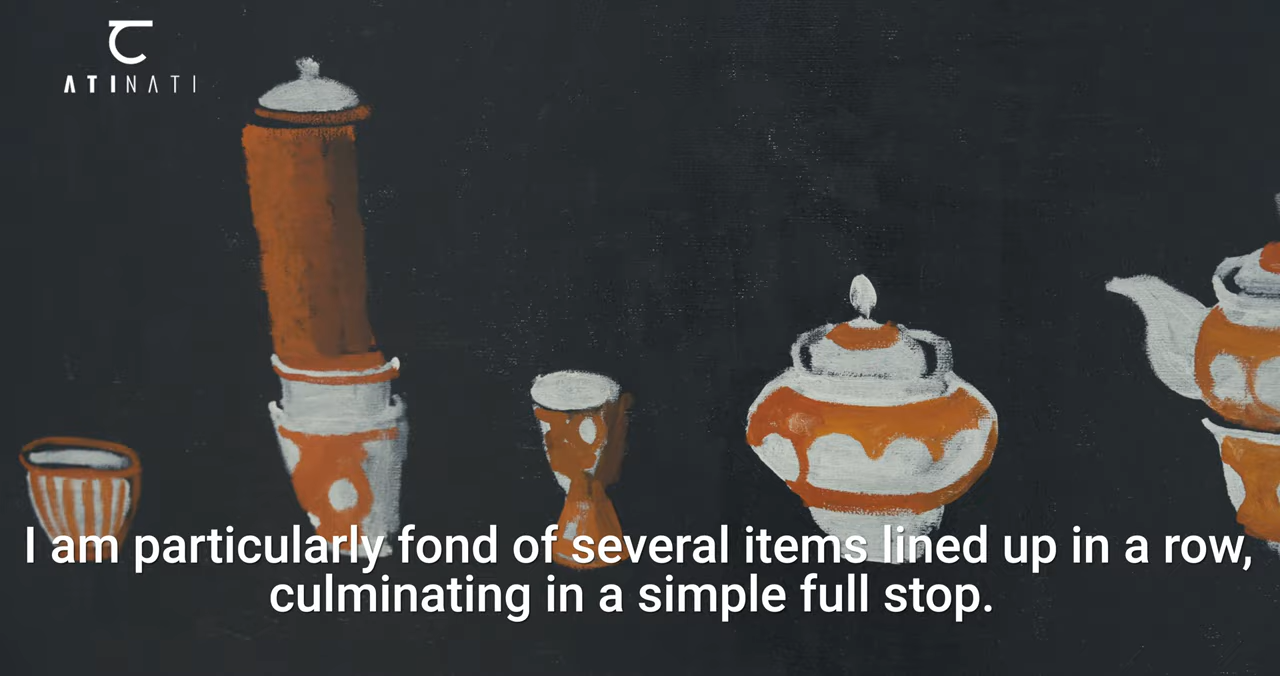 ATINATI
I am particularly fond of several items lined up in a row,
culminating in a simple full stop.